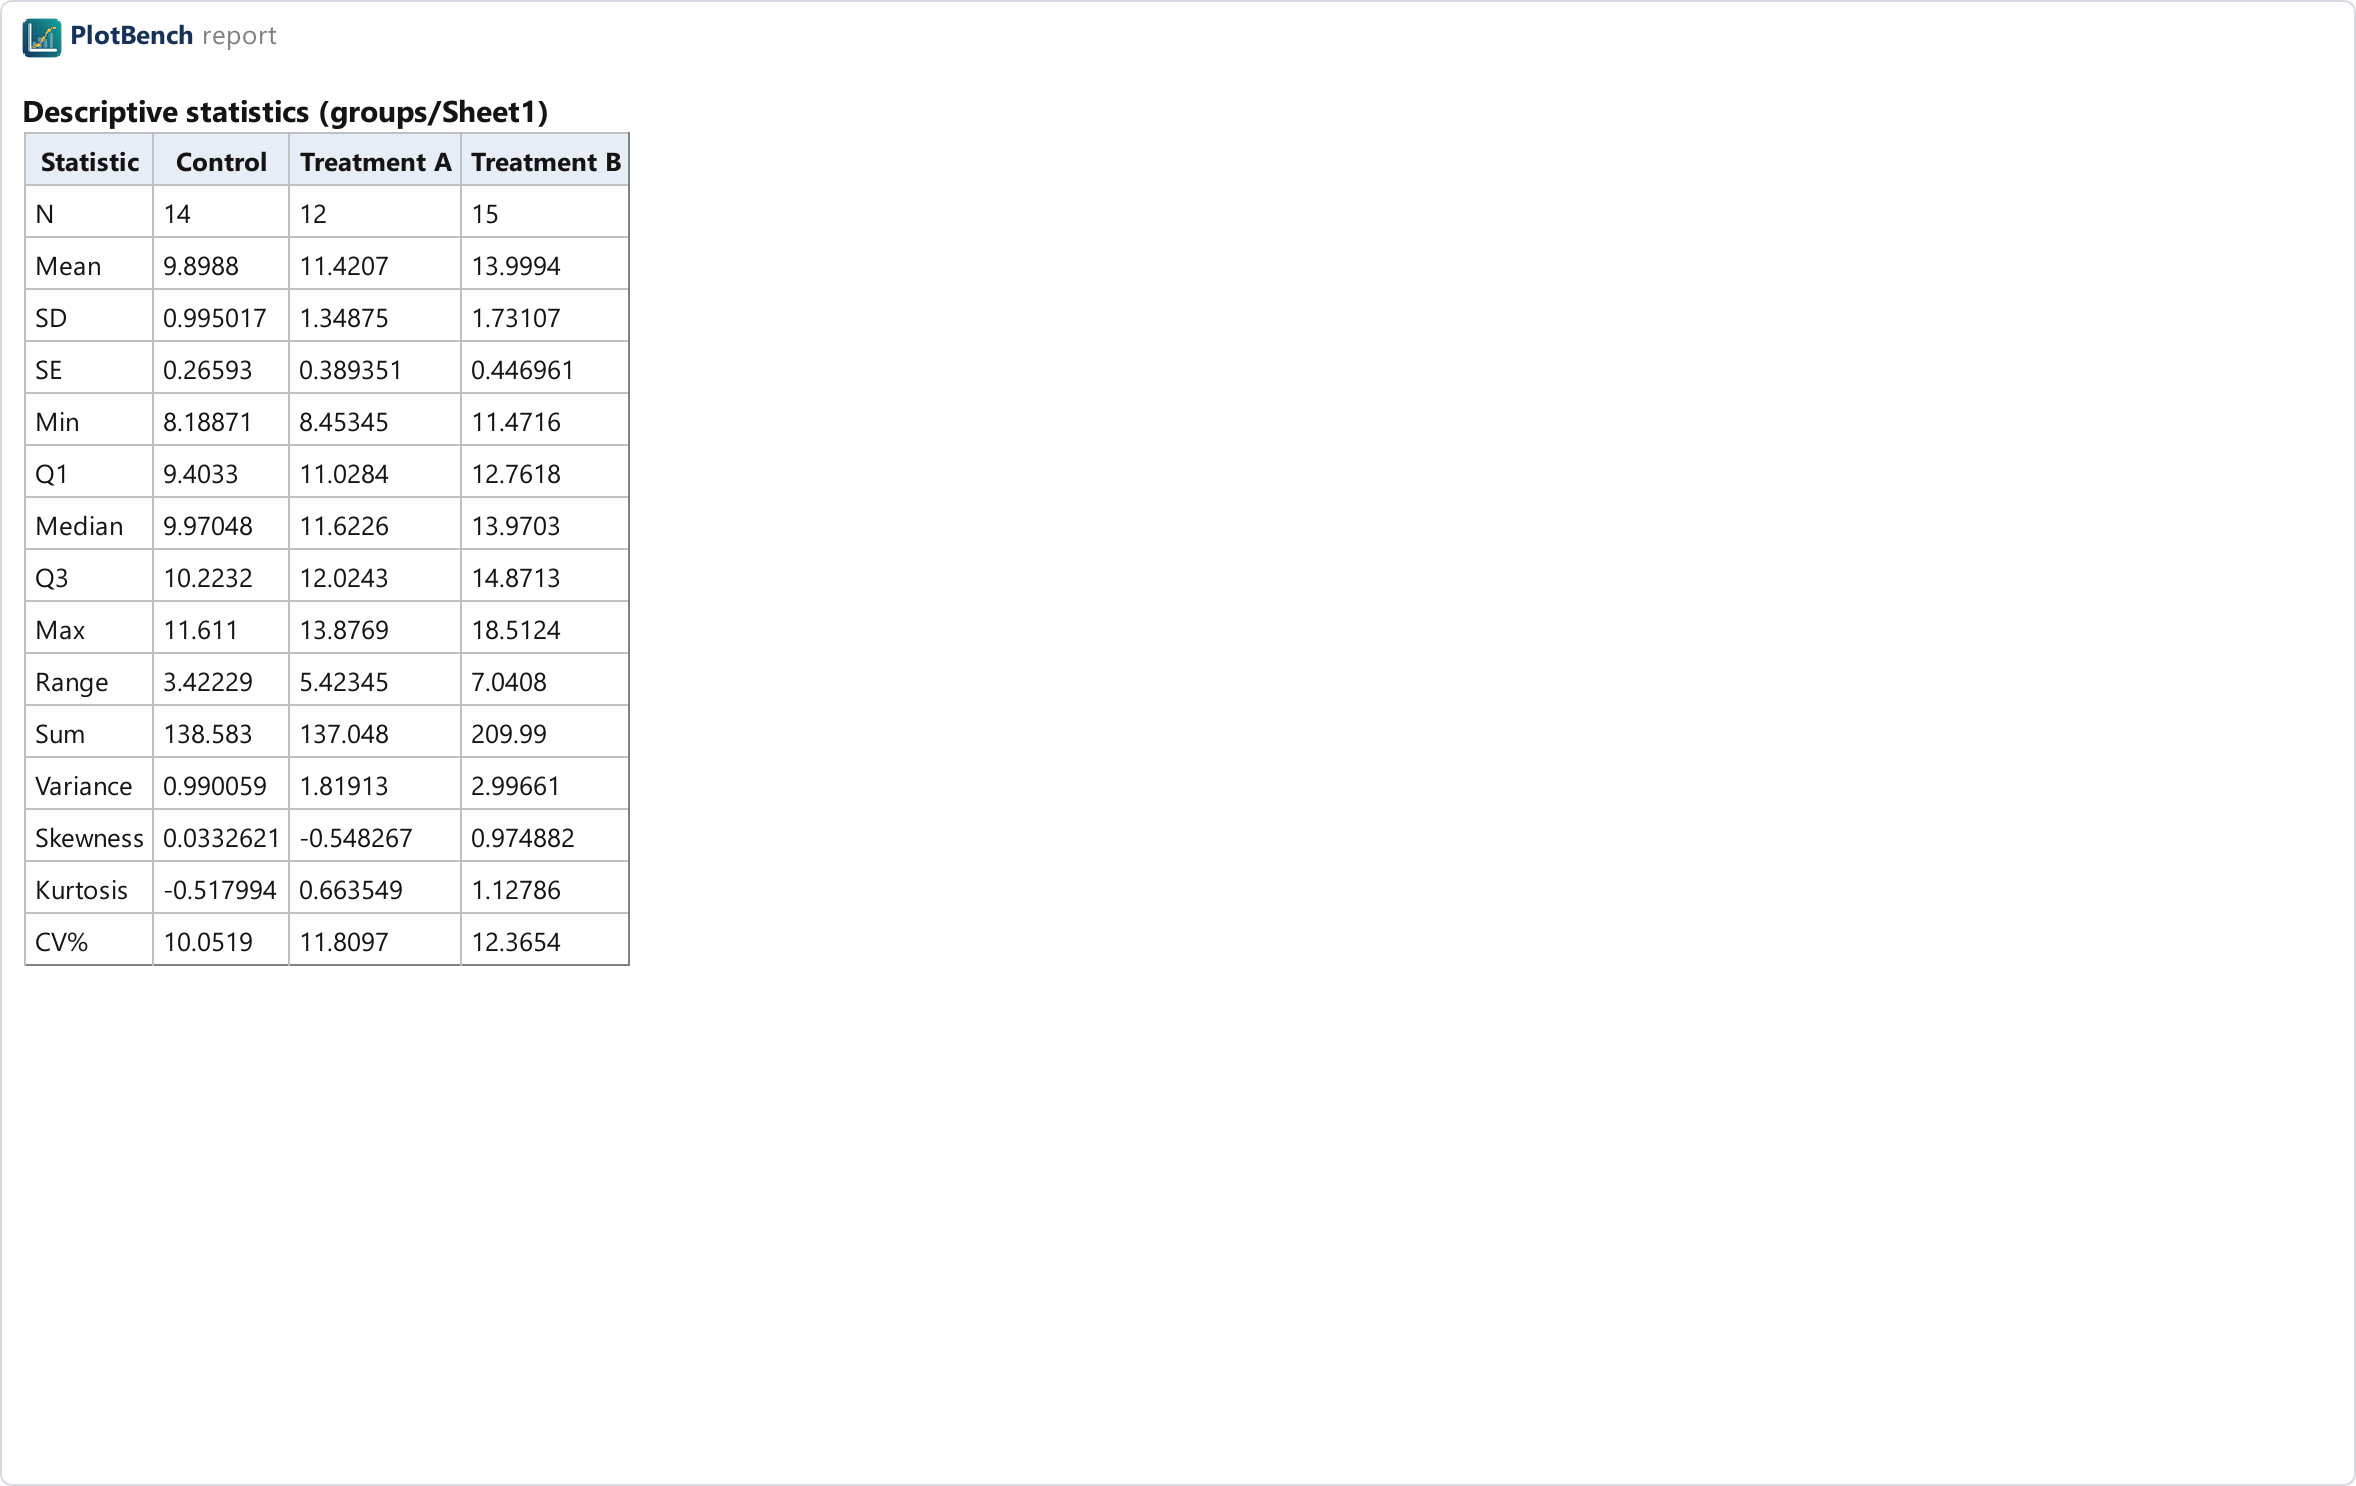 PlotBench report
Descriptive statistics (groups/Sheet1)
Statistic Control Treatment A Treatment B
N 14 12 15
Mean 9.8988 11.4207 13.9994
SD 0.995017 1.34875 1.73107
SE 0.26593 0.389351 0.446961
Min 8.18871 8.45345 11.4716
Q1 9.4033 11.0284 12.7618
Median 9.97048 11.6226 13.9703
Q3 10.2232 12.0243 14.8713
Max 11.611 13.8769 18.5124
Range 3.42229 5.42345 7.0408
Sum 138.583 137.048 209.99
Variance 0.990059 1.81913 2.99661
Skewness 0.0332621 -0.548267 0.974882
Kurtosis -0.517994 0.663549 1.12786
CV% 10.0519 11.8097 12.3654